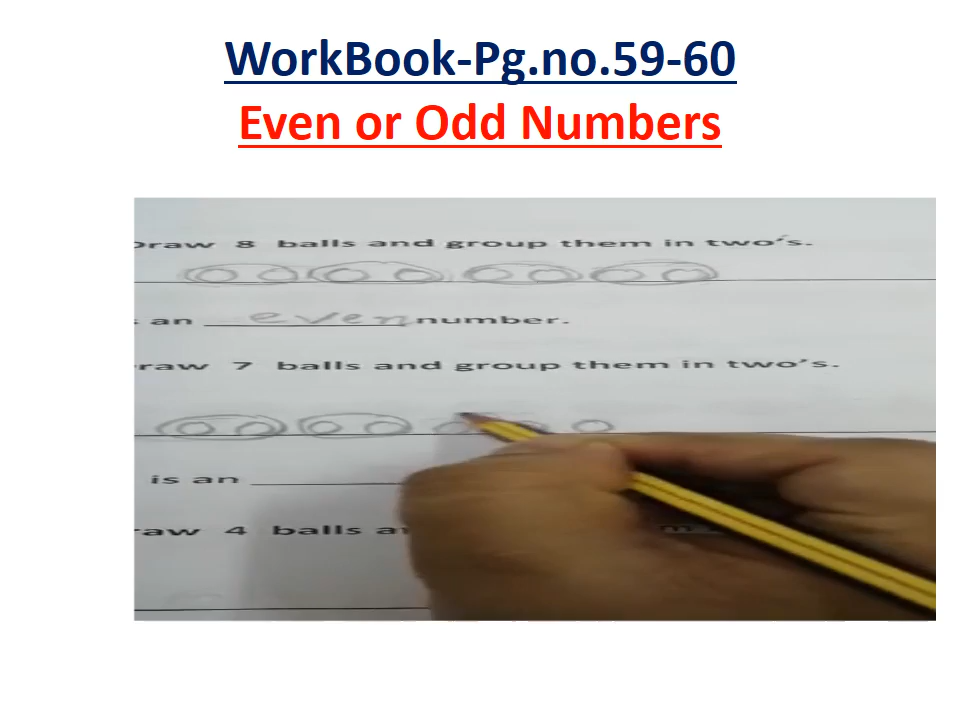 WorkBook-Pg.no.59-60
Even or Odd Numbers
Draw 8 balls and group them in two's.
an even number.
raw 7 balls and group them in two's.
is an
raw 4 balls